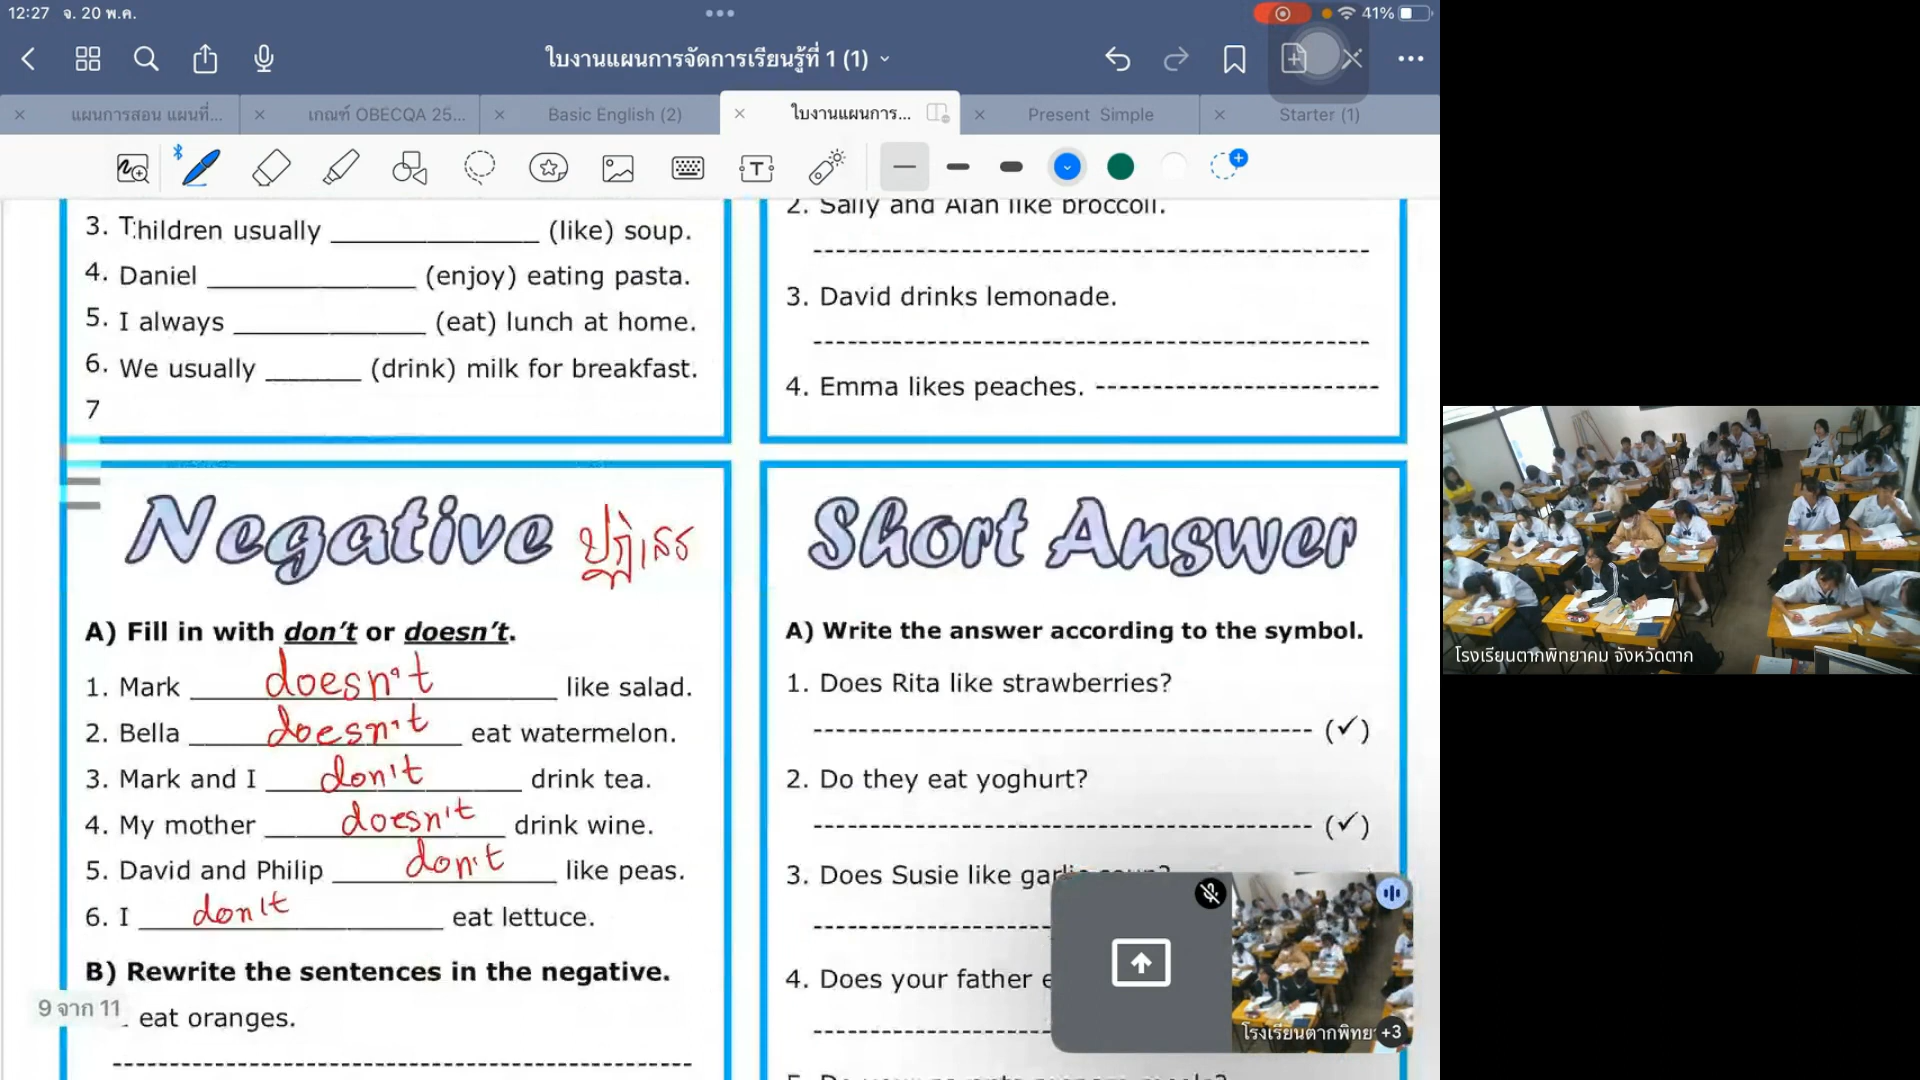 12:27 จ. 20 พ.ค.
41%
ใบงานแผนการจัดการเรียนรู้ที่ 1 (1)
แผนการสอน แผนที่...
เกณฑ์ OBECQA 25...
Basic English (2)
ใบงานแผนการ...
Present Simple
Starter (1)
3. T hildren usually _______________ (like) soup.
4. Daniel _______________ (enjoy) eating pasta.
5. I always ______________ (eat) lunch at home.
6. We usually _______ (drink) milk for breakfast.
7
2. Sally and Alan like broccoli.
3. David drinks lemonade.
4. Emma likes peaches.
Negative ปฏิเสธ
A) Fill in with don't or doesn't.
1. Mark doesn't like salad.
2. Bella doesn't eat watermelon.
3. Mark and I don't drink tea.
4. My mother doesn't drink wine.
5. David and Philip don't like peas.
6. I don't eat lettuce.
B) Rewrite the sentences in the negative.
eat oranges.
9 จาก 11
Short Answer
A) Write the answer according to the symbol.
1. Does Rita like strawberries?
(✓)
2. Do they eat yoghurt?
(✓)
3. Does Susie like
4. Does your father
โรงเรียนตากพิทยา
+3
โรงเรียนตากพิทยาคม จังหวัดตาก